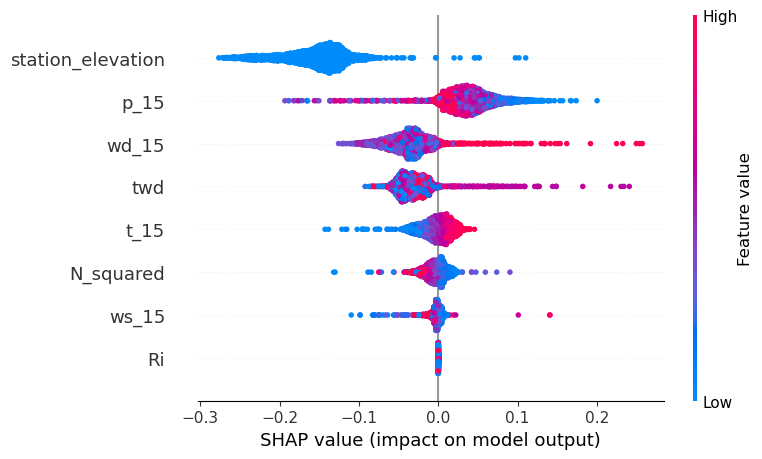 High
station_elevation
p_15
wd_15
twd
t_15
N_squared
ws_15
Ri
Feature value
Low
−0.3 −0.2 −0.1 0.0 0.1 0.2
SHAP value (impact on model output)